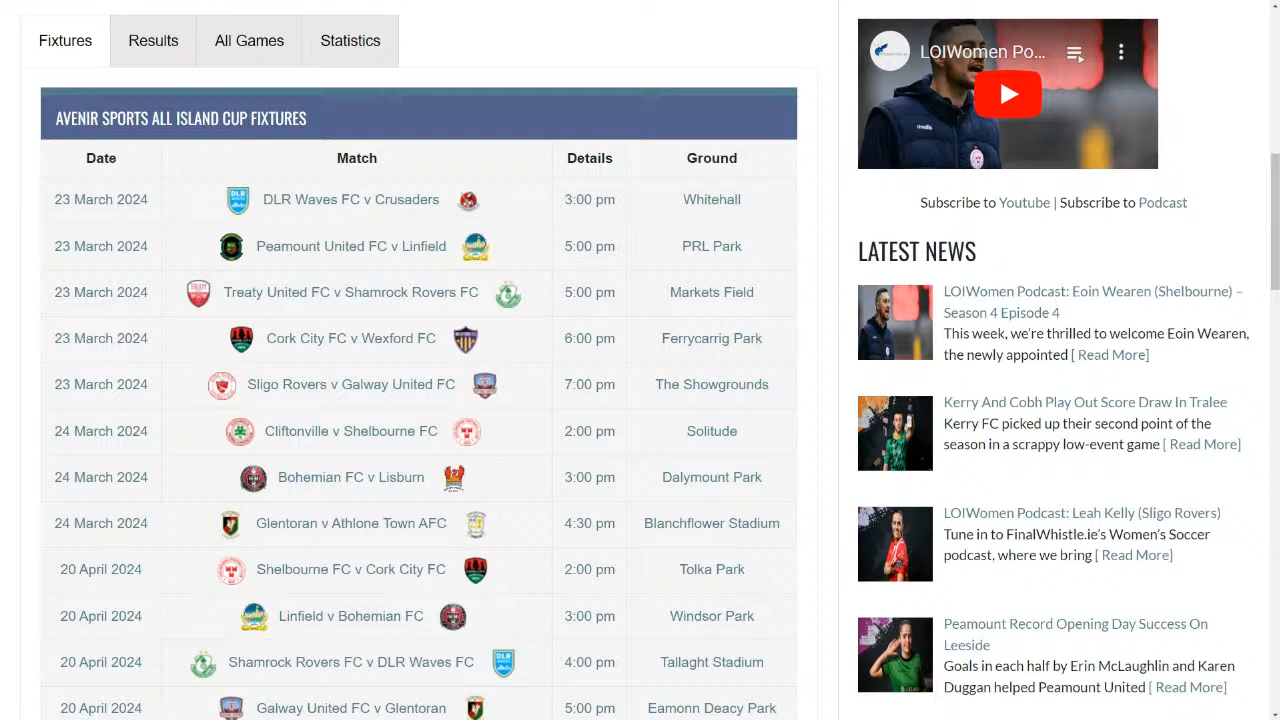 Fixtures
Results
All Games
Statistics
AVENIR SPORTS ALL ISLAND CUP FIXTURES
Date Match Details Ground
23 March 2024 DLR Waves FC v Crusaders 3:00 pm Whitehall
23 March 2024 Peamount United FC v Linfield 5:00 pm PRL Park
23 March 2024 Treaty United FC v Shamrock Rovers FC 5:00 pm Markets Field
23 March 2024 Cork City FC v Wexford FC 6:00 pm Ferrycarrig Park
23 March 2024 Sligo Rovers v Galway United FC 7:00 pm The Showgrounds
24 March 2024 Cliftonville v Shelbourne FC 2:00 pm Solitude
24 March 2024 Bohemian FC v Lisburn 3:00 pm Dalymount Park
24 March 2024 Glentoran v Athlone Town AFC 4:30 pm Blanchflower Stadium
20 April 2024 Shelbourne FC v Cork City FC 2:00 pm Tolka Park
20 April 2024 Linfield v Bohemian FC 3:00 pm Windsor Park
20 April 2024 Shamrock Rovers FC v DLR Waves FC 4:00 pm Tallaght Stadium
20 April 2024 Galway United FC v Glentoran 5:00 pm Eamonn Deacy Park
LOIWomen Po...
Subscribe to Youtube | Subscribe to Podcast
LATEST NEWS
LOIWomen Podcast: Eoin Wearen (Shelbourne) –
Season 4 Episode 4
This week, we're thrilled to welcome Eoin Wearen,
the newly appointed [ Read More]
Kerry And Cobh Play Out Score Draw In Tralee
Kerry FC picked up their second point of the
season in a scrappy low-event game [ Read More]
LOIWomen Podcast: Leah Kelly (Sligo Rovers)
Tune in to FinalWhistle.ie's Women's Soccer
podcast, where we bring [ Read More]
Peamount Record Opening Day Success On
Leeside
Goals in each half by Erin McLaughlin and Karen
Duggan helped Peamount United [ Read More]